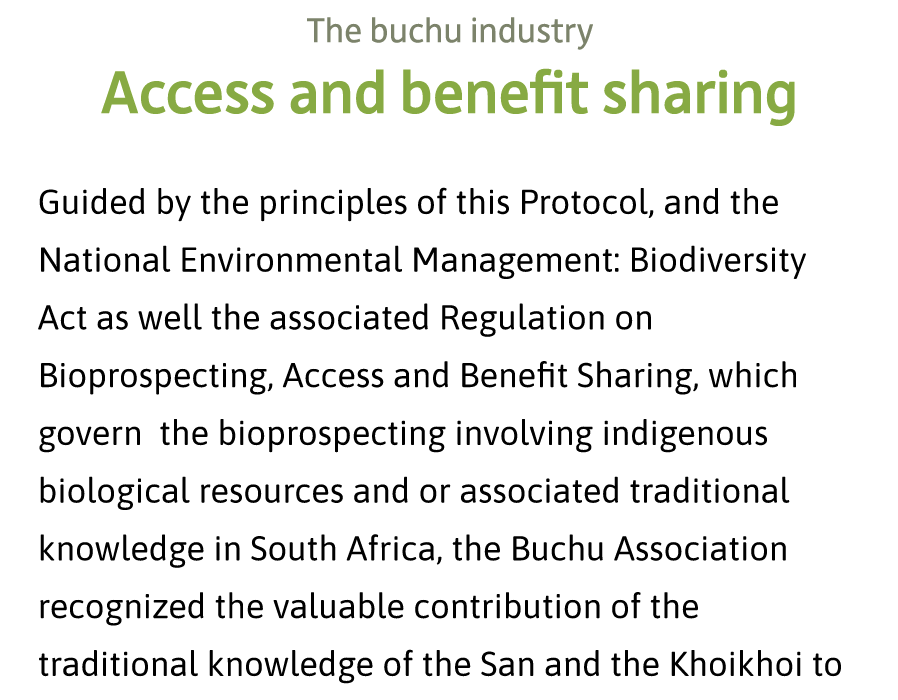 The buchu industry
Access and benefit sharing
Guided by the principles of this Protocol, and the
National Environmental Management: Biodiversity
Act as well the associated Regulation on
Bioprospecting, Access and Benefit Sharing, which
govern  the bioprospecting involving indigenous
biological resources and or associated traditional
knowledge in South Africa, the Buchu Association
recognized the valuable contribution of the
traditional knowledge of the San and the Khoikhoi to